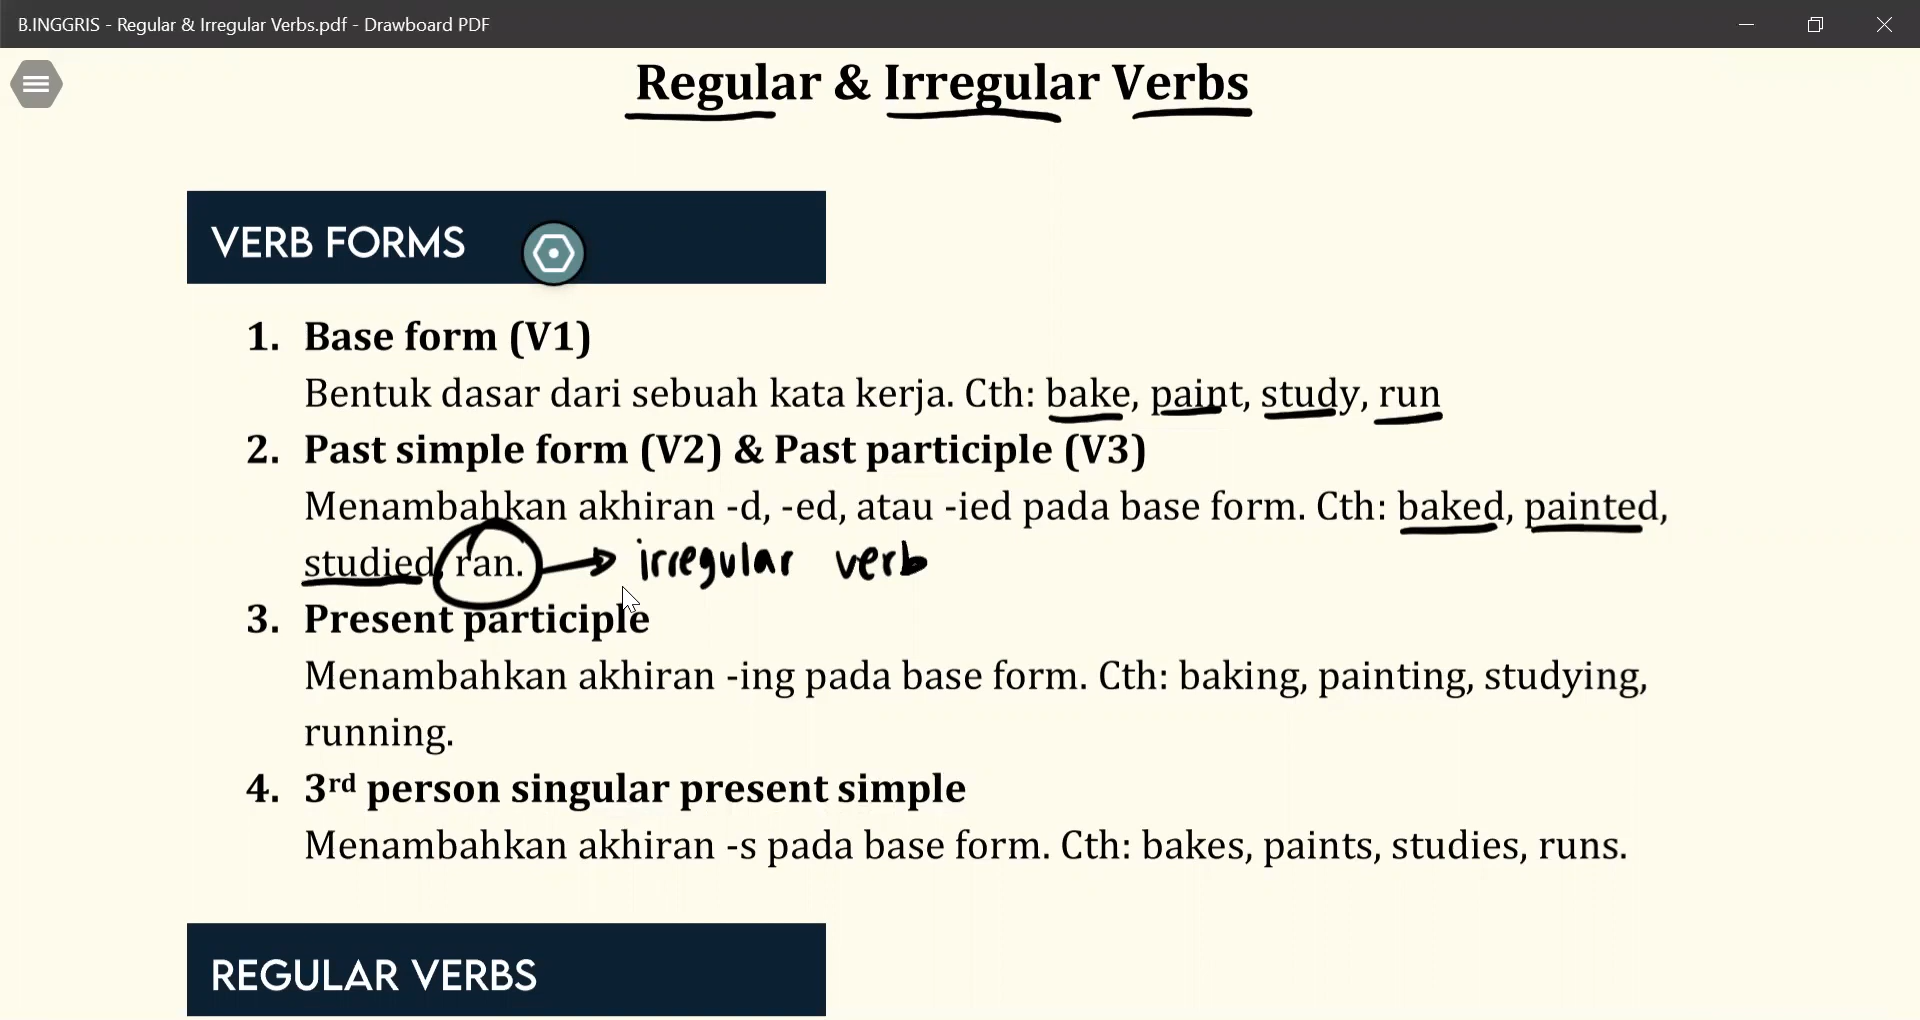 B.INGGRIS - Regular & Irregular Verbs.pdf - Drawboard PDF
Regular & Irregular Verbs
VERB FORMS
1. Base form (V1)
Bentuk dasar dari sebuah kata kerja. Cth: bake, paint, study, run
2. Past simple form (V2) & Past participle (V3)
Menambahkan akhiran -d, -ed, atau -ied pada base form. Cth: baked, painted,
studied, ran. irregular verb
3. Present participle
Menambahkan akhiran -ing pada base form. Cth: baking, painting, studying,
running.
4. 3rd person singular present simple
Menambahkan akhiran -s pada base form. Cth: bakes, paints, studies, runs.
REGULAR VERBS